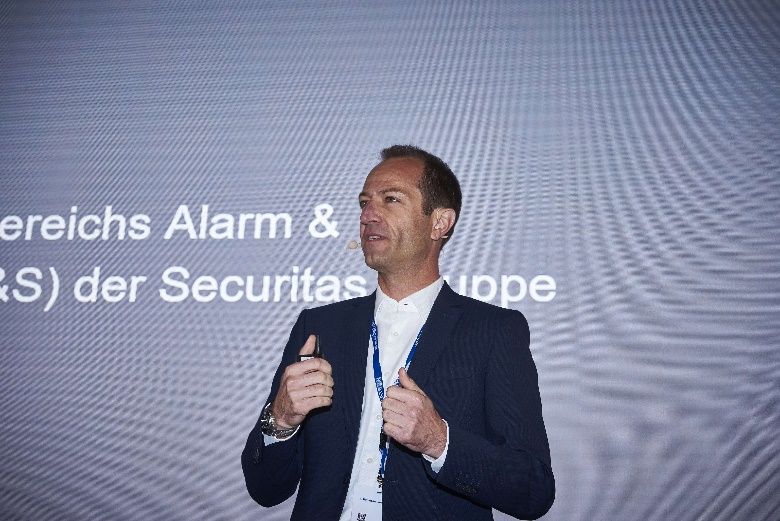 ereichs Alarm &
&S) der Securitas uppe